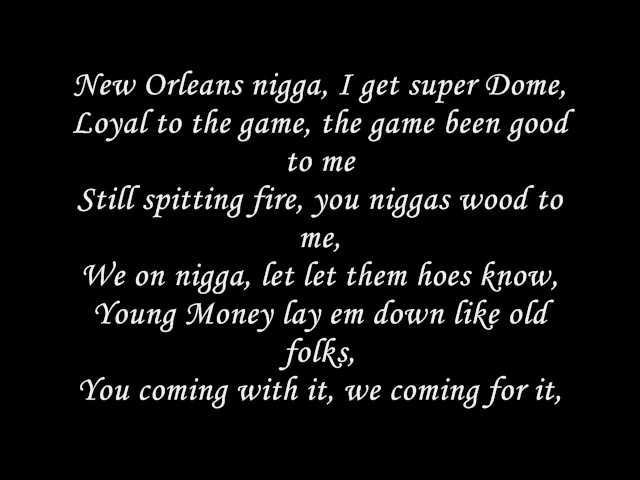 New Orleans nigga, I get super Dome,
Loyal to the game, the game been good
to me
Still spitting fire, you niggas wood to
me,
We on nigga, let let them hoes know,
Young Money lay em down like old
folks,
You coming with it, we coming for it,